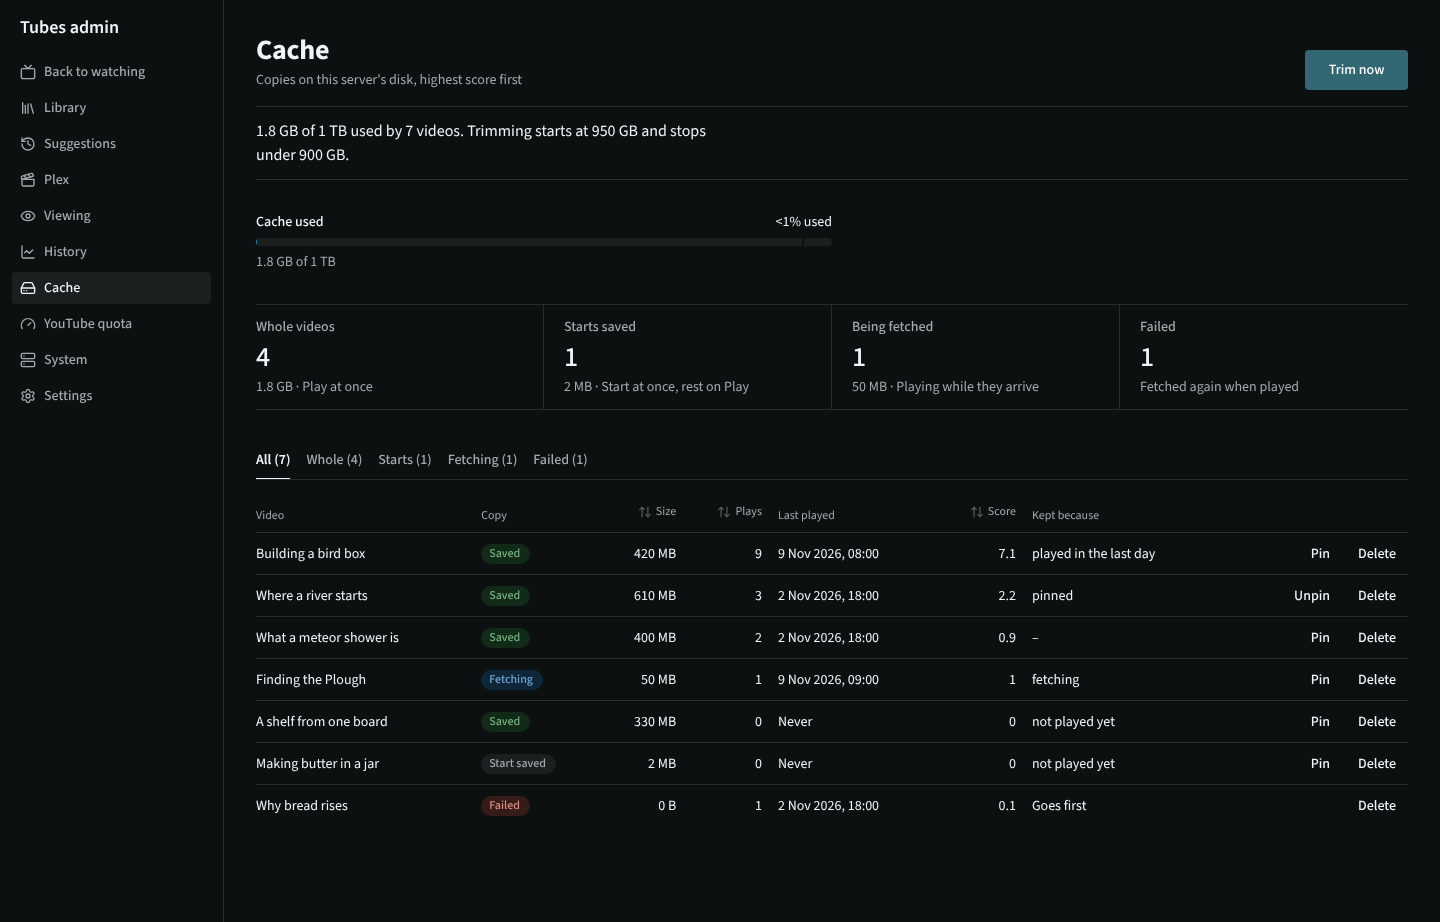 Tubes admin
Back to watching
Library
Suggestions
Plex
Viewing
History
Cache
YouTube quota
System
Settings
Cache
Copies on this server's disk, highest score first
Trim now
1.8 GB of 1 TB used by 7 videos. Trimming starts at 950 GB and stops
under 900 GB.
Cache used <1% used
1.8 GB of 1 TB
Whole videos
4
1.8 GB · Play at once
Starts saved
1
2 MB · Start at once, rest on Play
Being fetched
1
50 MB · Playing while they arrive
Failed
1
Fetched again when played
All (7) Whole (4) Starts (1) Fetching (1) Failed (1)
Video Copy Size Plays Last played Score Kept because
Building a bird box Saved 420 MB 9 9 Nov 2026, 08:00 7.1 played in the last day Pin Delete
Where a river starts Saved 610 MB 3 2 Nov 2026, 18:00 2.2 pinned Unpin Delete
What a meteor shower is Saved 400 MB 2 2 Nov 2026, 18:00 0.9 – Pin Delete
Finding the Plough Fetching 50 MB 1 9 Nov 2026, 09:00 1 fetching Pin Delete
A shelf from one board Saved 330 MB 0 Never 0 not played yet Pin Delete
Making butter in a jar Start saved 2 MB 0 Never 0 not played yet Pin Delete
Why bread rises Failed 0 B 1 2 Nov 2026, 18:00 0.1 Goes first Delete